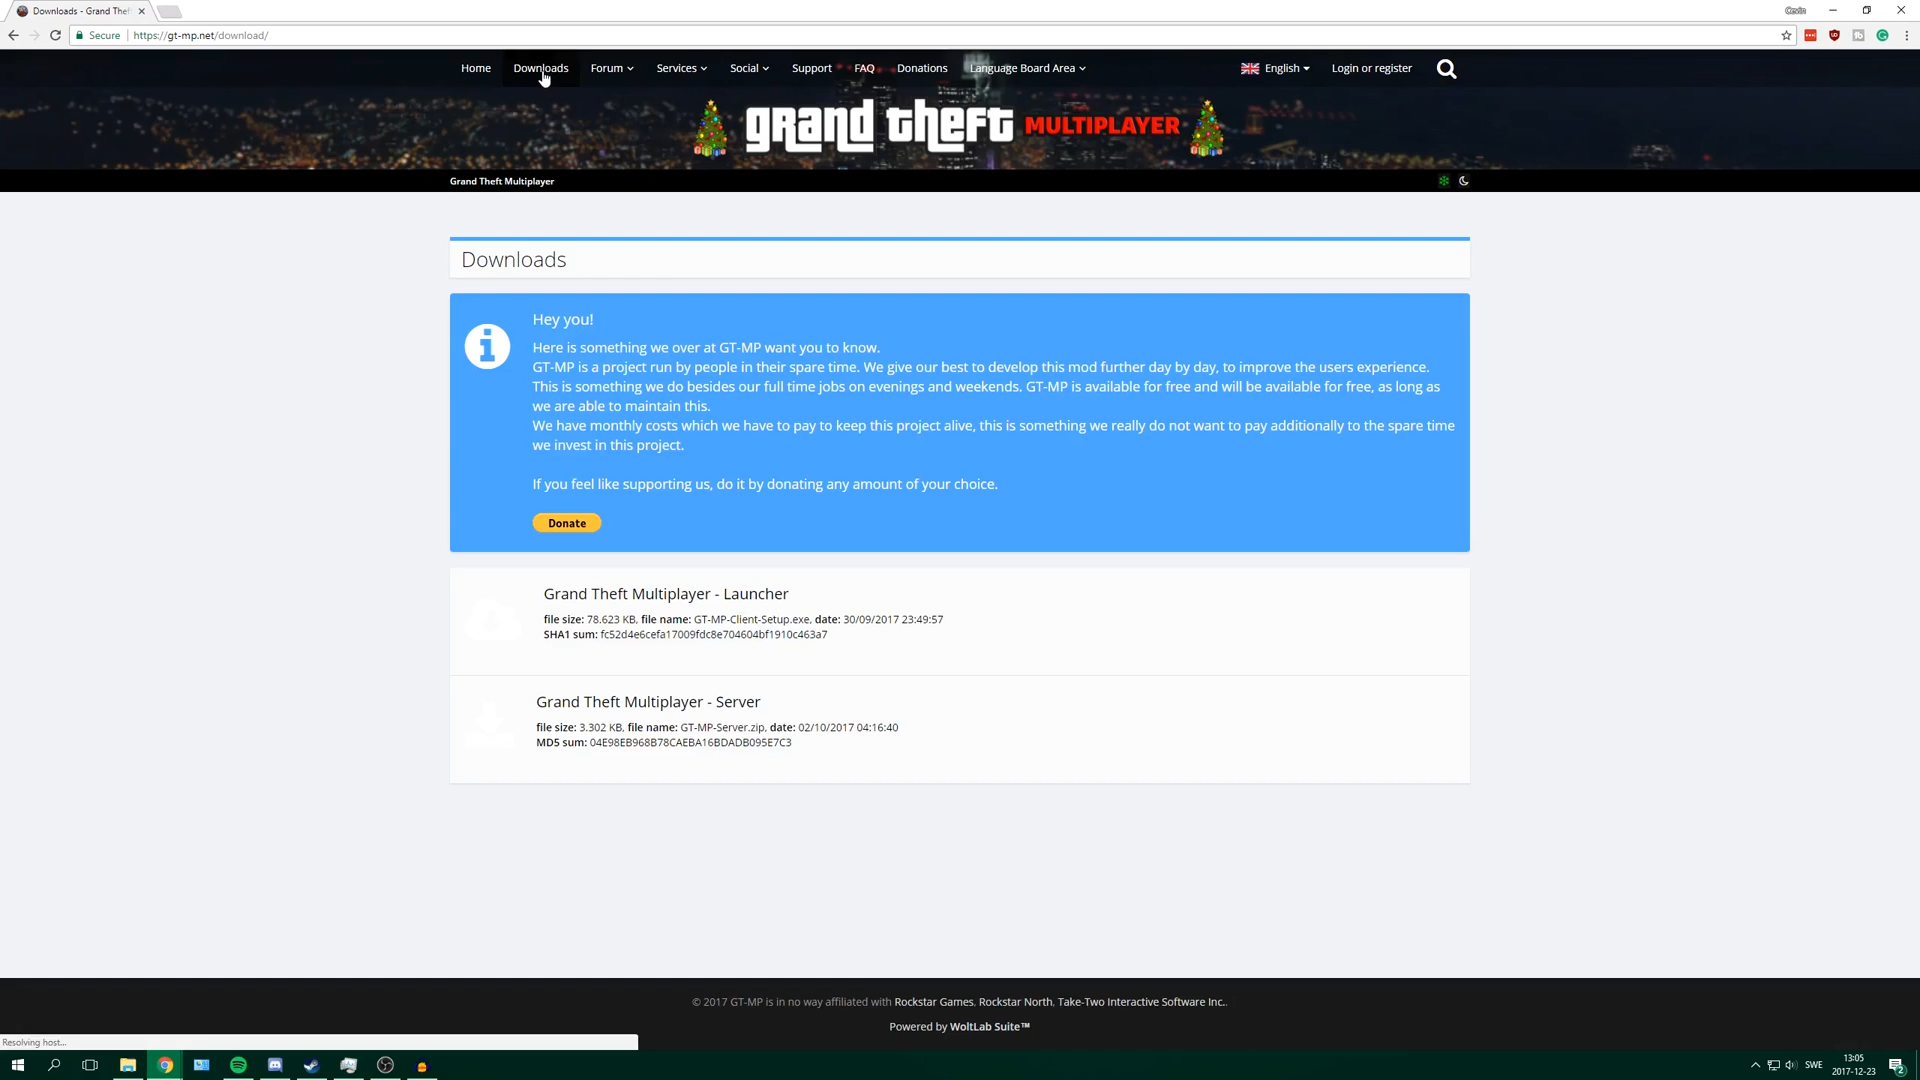 Downloads - Grand Thef
Cevin
Secure
https://gt-mp.net/download/
Home
Downloads
Forum
Services
Social
Support
FAQ
Donations
Language Board Area
English
Login or register
grand theft MULTIPLAYER
Grand Theft Multiplayer
Downloads
Hey you!
Here is something we over at GT-MP want you to know.
GT-MP is a project run by people in their spare time. We give our best to develop this mod further day by day, to improve the users experience.
This is something we do besides our full time jobs on evenings and weekends. GT-MP is available for free and will be available for free, as long as
we are able to maintain this.
We have monthly costs which we have to pay to keep this project alive, this is something we really do not want to pay additionally to the spare time
we invest in this project.
If you feel like supporting us, do it by donating any amount of your choice.
Donate
Grand Theft Multiplayer - Launcher
file size: 78.623 KB, file name: GT-MP-Client-Setup.exe, date: 30/09/2017 23:49:57
SHA1 sum: fc52d4e6cefa17009fdc8e704604bf1910c463a7
Grand Theft Multiplayer - Server
file size: 3.302 KB, file name: GT-MP-Server.zip, date: 02/10/2017 04:16:40
MD5 sum: 04E98EB968B78CAEBA16BDADB095E7C3
© 2017 GT-MP is in no way affiliated with Rockstar Games, Rockstar North, Take-Two Interactive Software Inc..
Powered by WoltLab Suite™
Resolving host...
SWE
13:05
2017-12-23
2